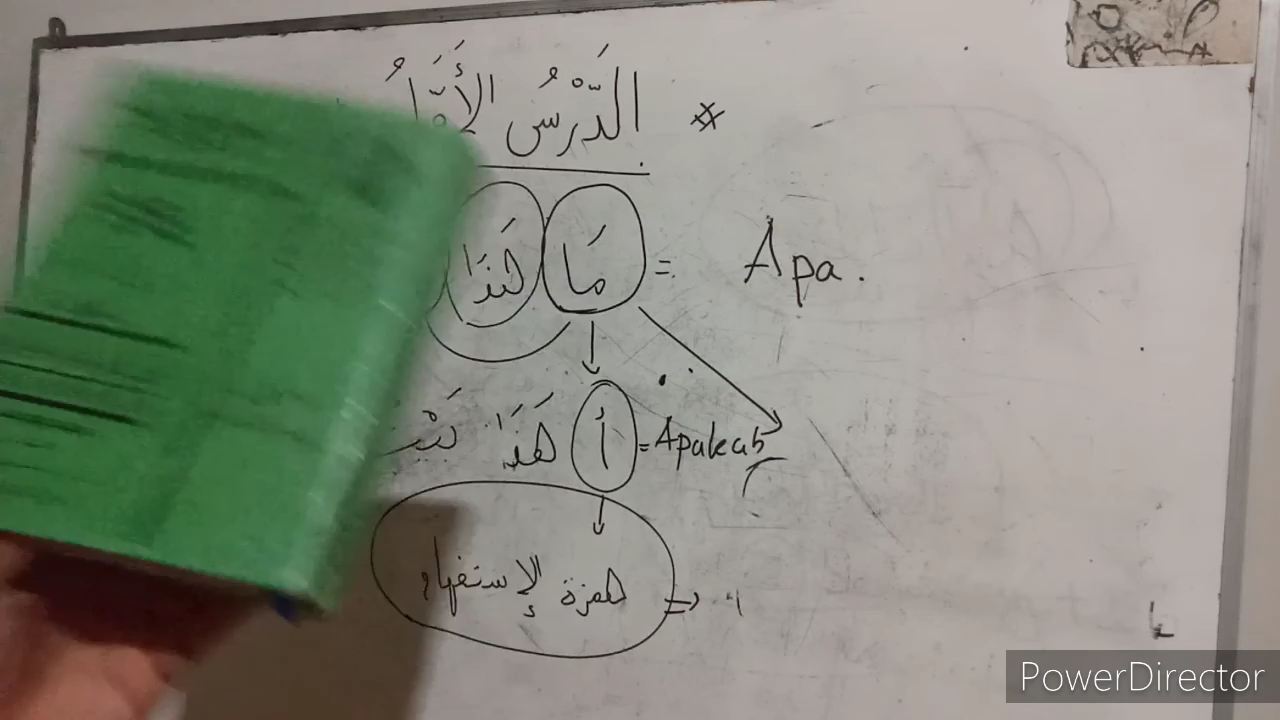 الدَّرْسُ الأَوَّلُ
مَا هَذَا = Apa.
أَ هَذَا بَيْت = Apakah
همزة الإستفهام
PowerDirector